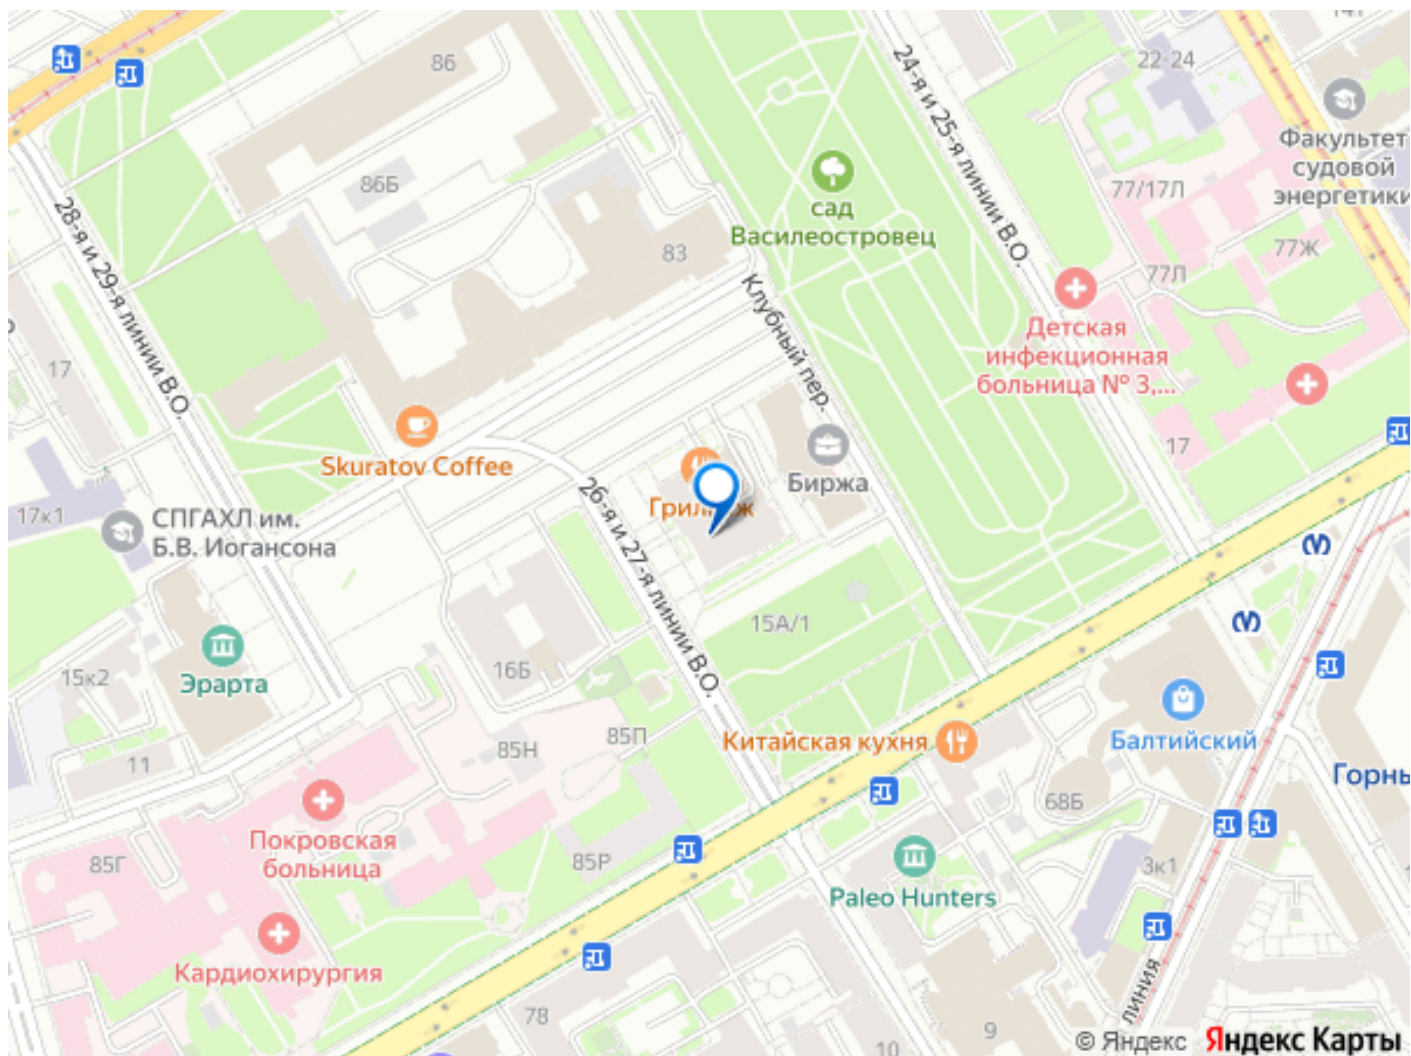 86
22-24
Факультет
судовой
энергетики
86Б
77/17Л
24-я и 25-я линии В.О.
сад
Василеостровец
28-я и 29-я линии В.О.
83
77Ж
77Л
Клубный пер.
Детская
инфекционная
больница № 3,...
17
17
Skuratov Coffee
Биржа
26-я и 27-я линии В.О.
17к1
СПГАХЛ им.
Б.В. Иогансона
15А/1
16Б
15к2
Эрарта
85П
85Н
Китайская кухня
Балтийский
11
68Б
Покровская
больница
85Г
85Р
3к1
Paleo Hunters
Кардиохирургия
линия
78
9
10
© Яндекс Яндекс Карты